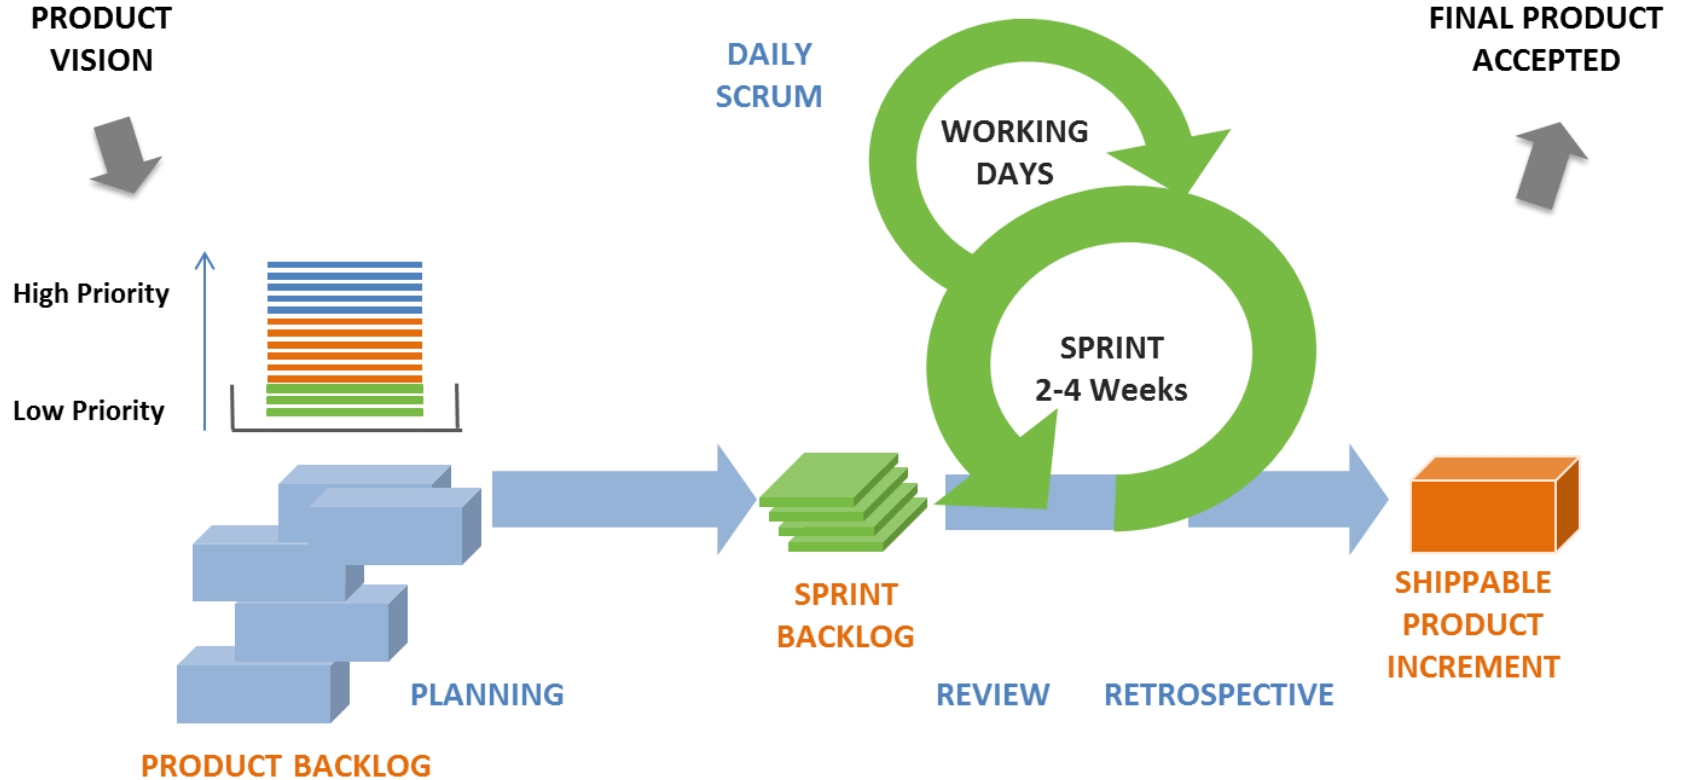 PRODUCT
VISION
DAILY
SCRUM
WORKING
DAYS
FINAL PRODUCT
ACCEPTED
High Priority
Low Priority
SPRINT
2-4 Weeks
SPRINT
BACKLOG
SHIPPABLE
PRODUCT
INCREMENT
PLANNING
REVIEW
RETROSPECTIVE
PRODUCT BACKLOG